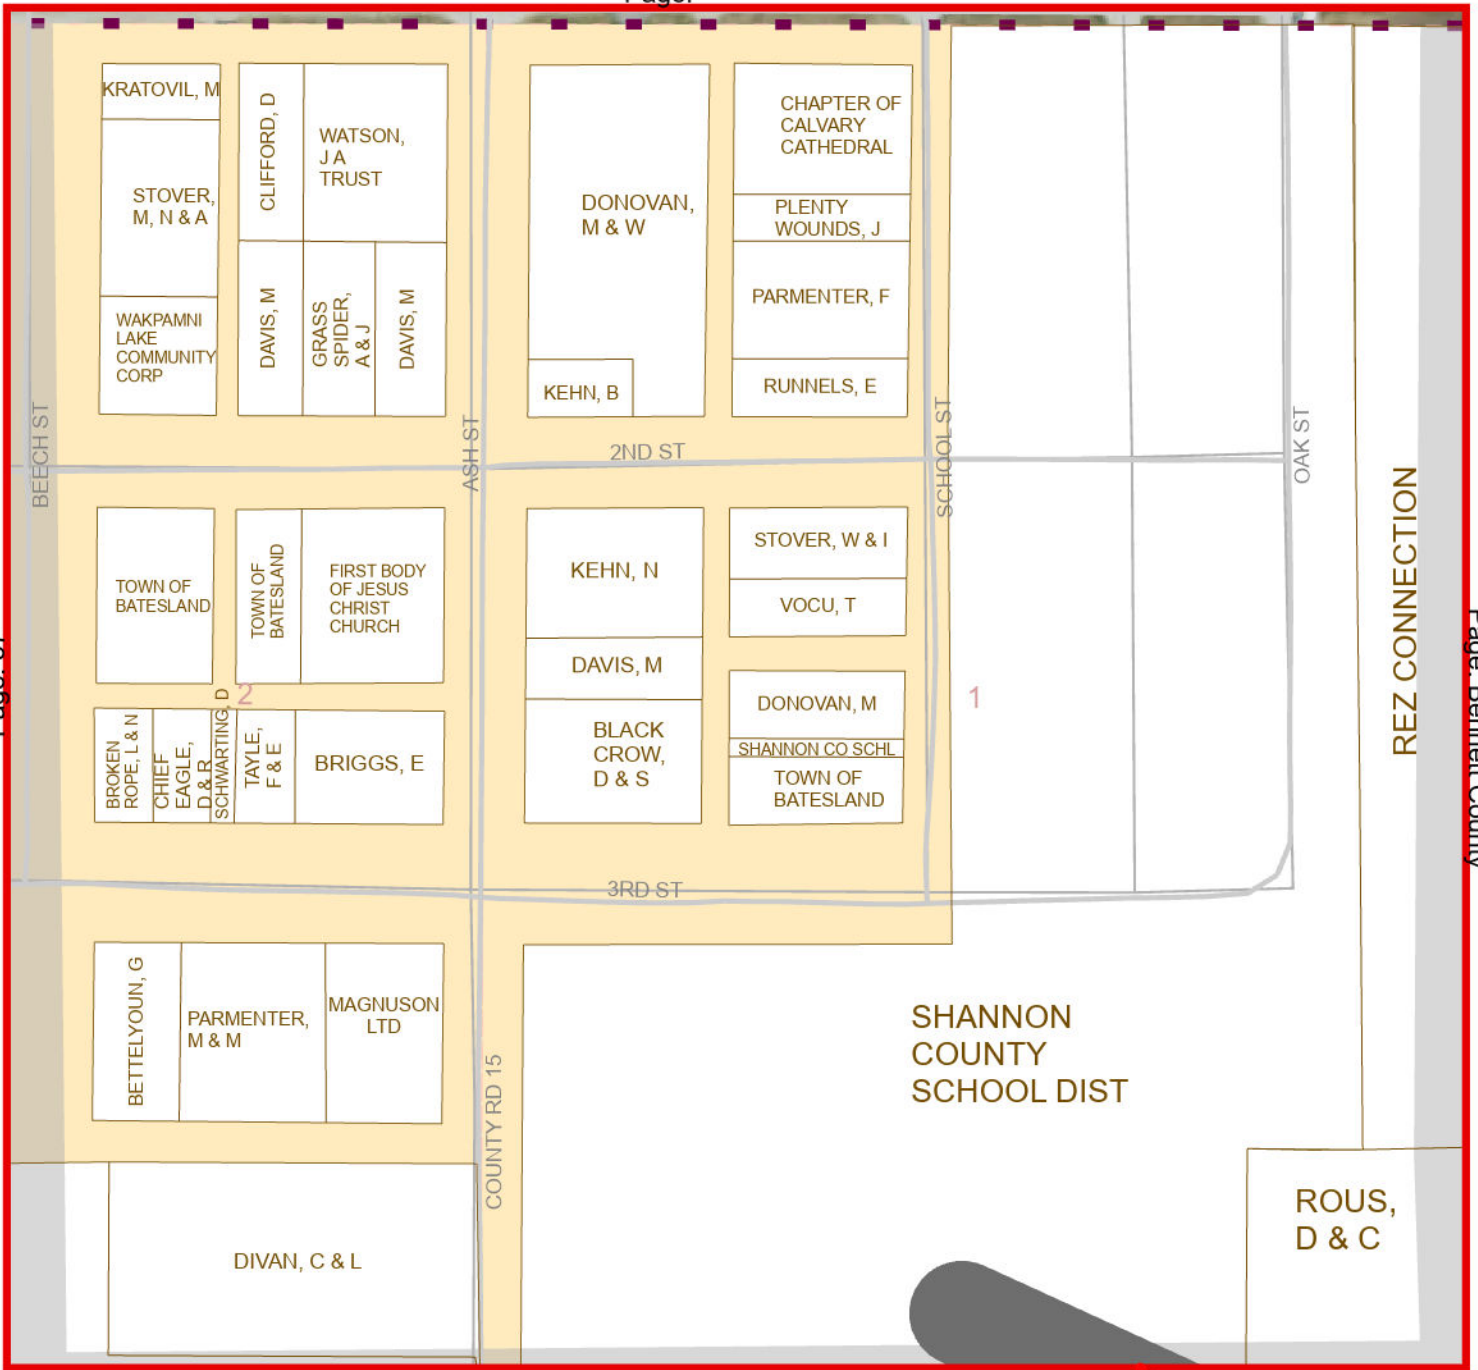 Page:
KRATOVIL, M
STOVER,
M, N & A
WAKPAMNI
LAKE
COMMUNITY
CORP
CLIFFORD, D
WATSON,
J A
TRUST
DAVIS, M
GRASS
SPIDER,
A & J
DAVIS, M
DONOVAN,
M & W
KEHN, B
CHAPTER OF
CALVARY
CATHEDRAL
PLENTY
WOUNDS, J
PARMENTER, F
RUNNELS, E
BEECH ST
ASH ST
2ND ST
SCHOOL ST
OAK ST
REZ CONNECTION
TOWN OF
BATESLAND
TOWN OF
BATESLAND
FIRST BODY
OF JESUS
CHRIST
CHURCH
KEHN, N
DAVIS, M
BLACK
CROW,
D & S
STOVER, W & I
VOCU, T
DONOVAN, M
SHANNON CO SCHL
TOWN OF
BATESLAND
2
1
BROKEN
ROPE, L & N
CHIEF
EAGLE,
D & R
SCHWARTING, D
TAYLE,
F & E
BRIGGS, E
Page: Bennett County
3RD ST
BETTELYOUN, G
PARMENTER,
M & M
MAGNUSON
LTD
COUNTY RD 15
SHANNON
COUNTY
SCHOOL DIST
DIVAN, C & L
ROUS,
D & C